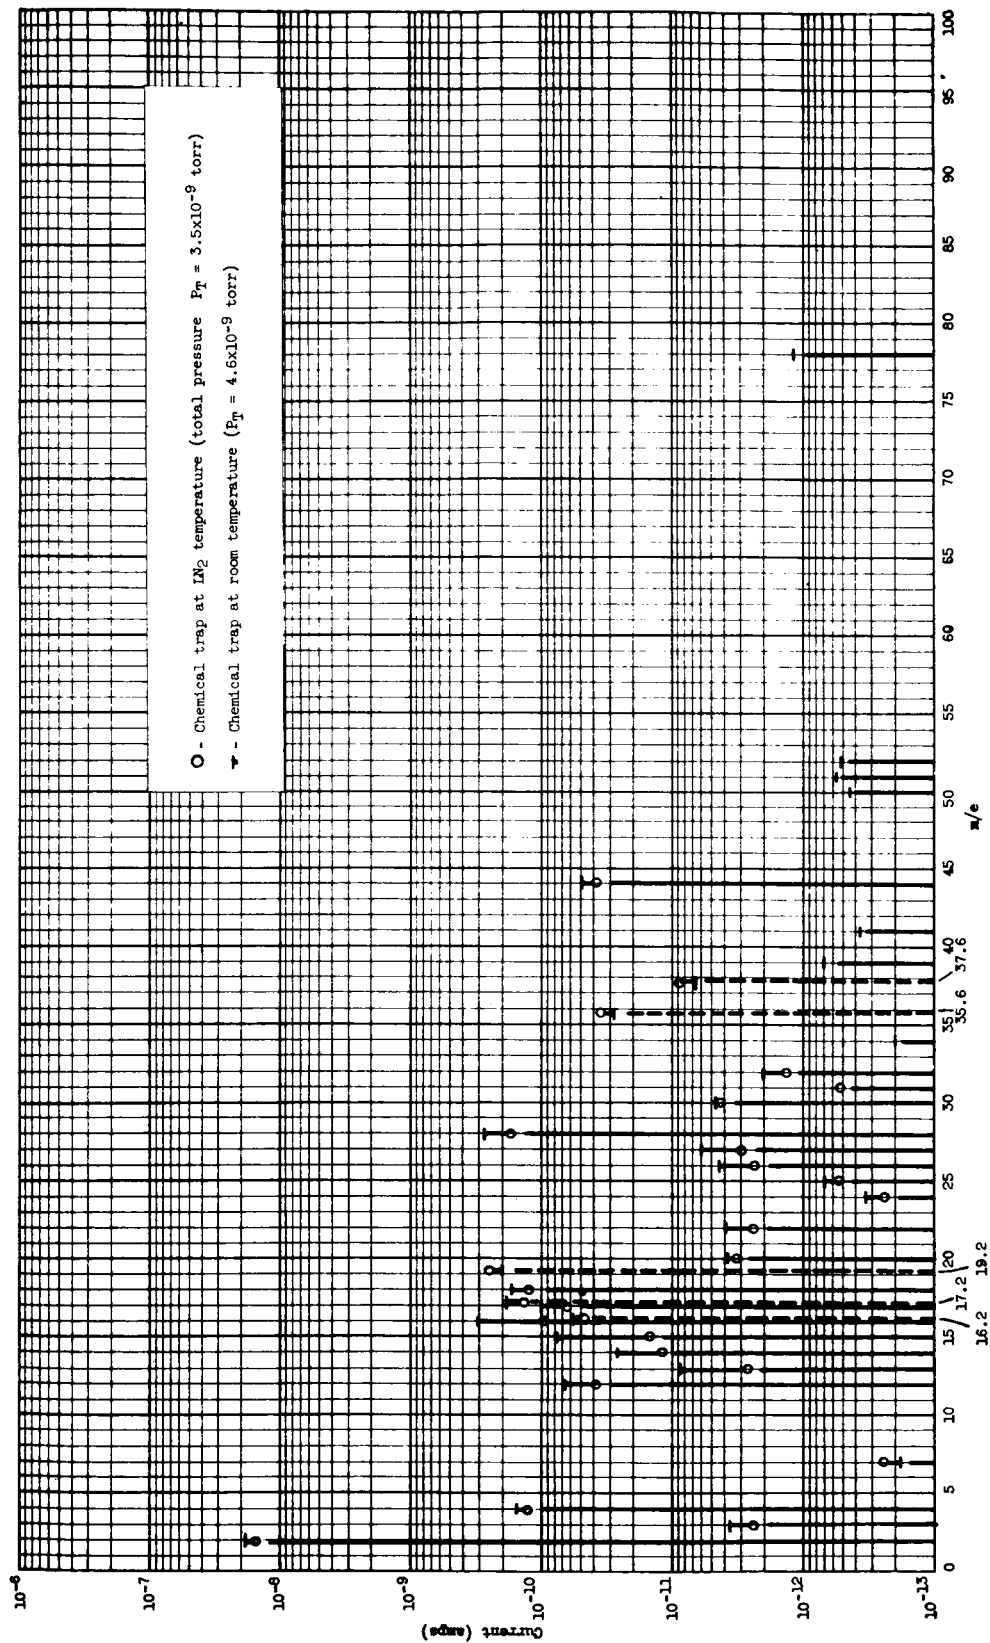 O - Chemical trap at LN2 temperature (total pressure PT = 3.5x10-9 torr)
- Chemical trap at room temperature (PT = 4.6x10-9 torr)
Current (amps)
10-6
10-7
10-8
10-9
10-10
10-11
10-12
10-13
0 5 10 15 20 25 30 35 40 45 50 55 60 65 70 75 80 85 90 95 100
16.2 17.2 19.2 35.6 37.6
m/e